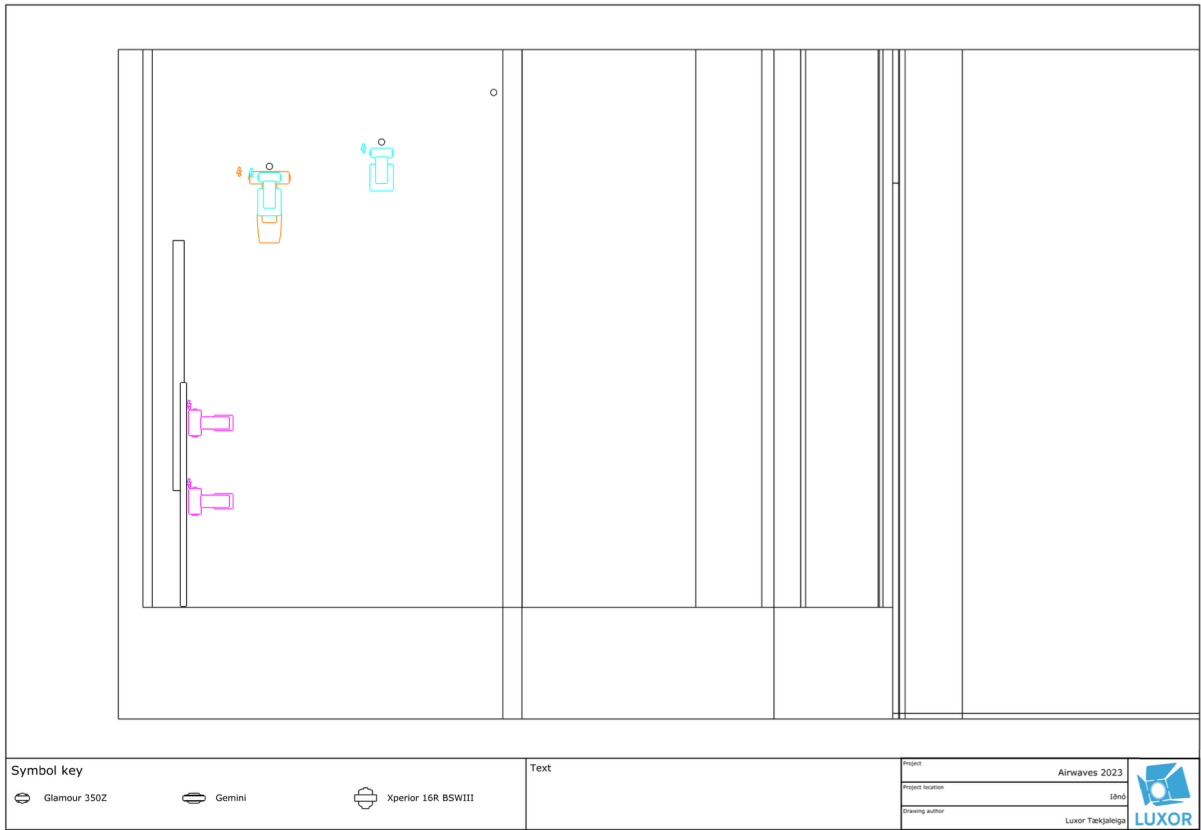 Symbol key
Glamour 350Z
Gemini
Xperior 16R BSWIII
Text
Project
Airwaves 2023
Project location
Iðnó
Drawing author
Luxor Tækjaleiga
LUXOR